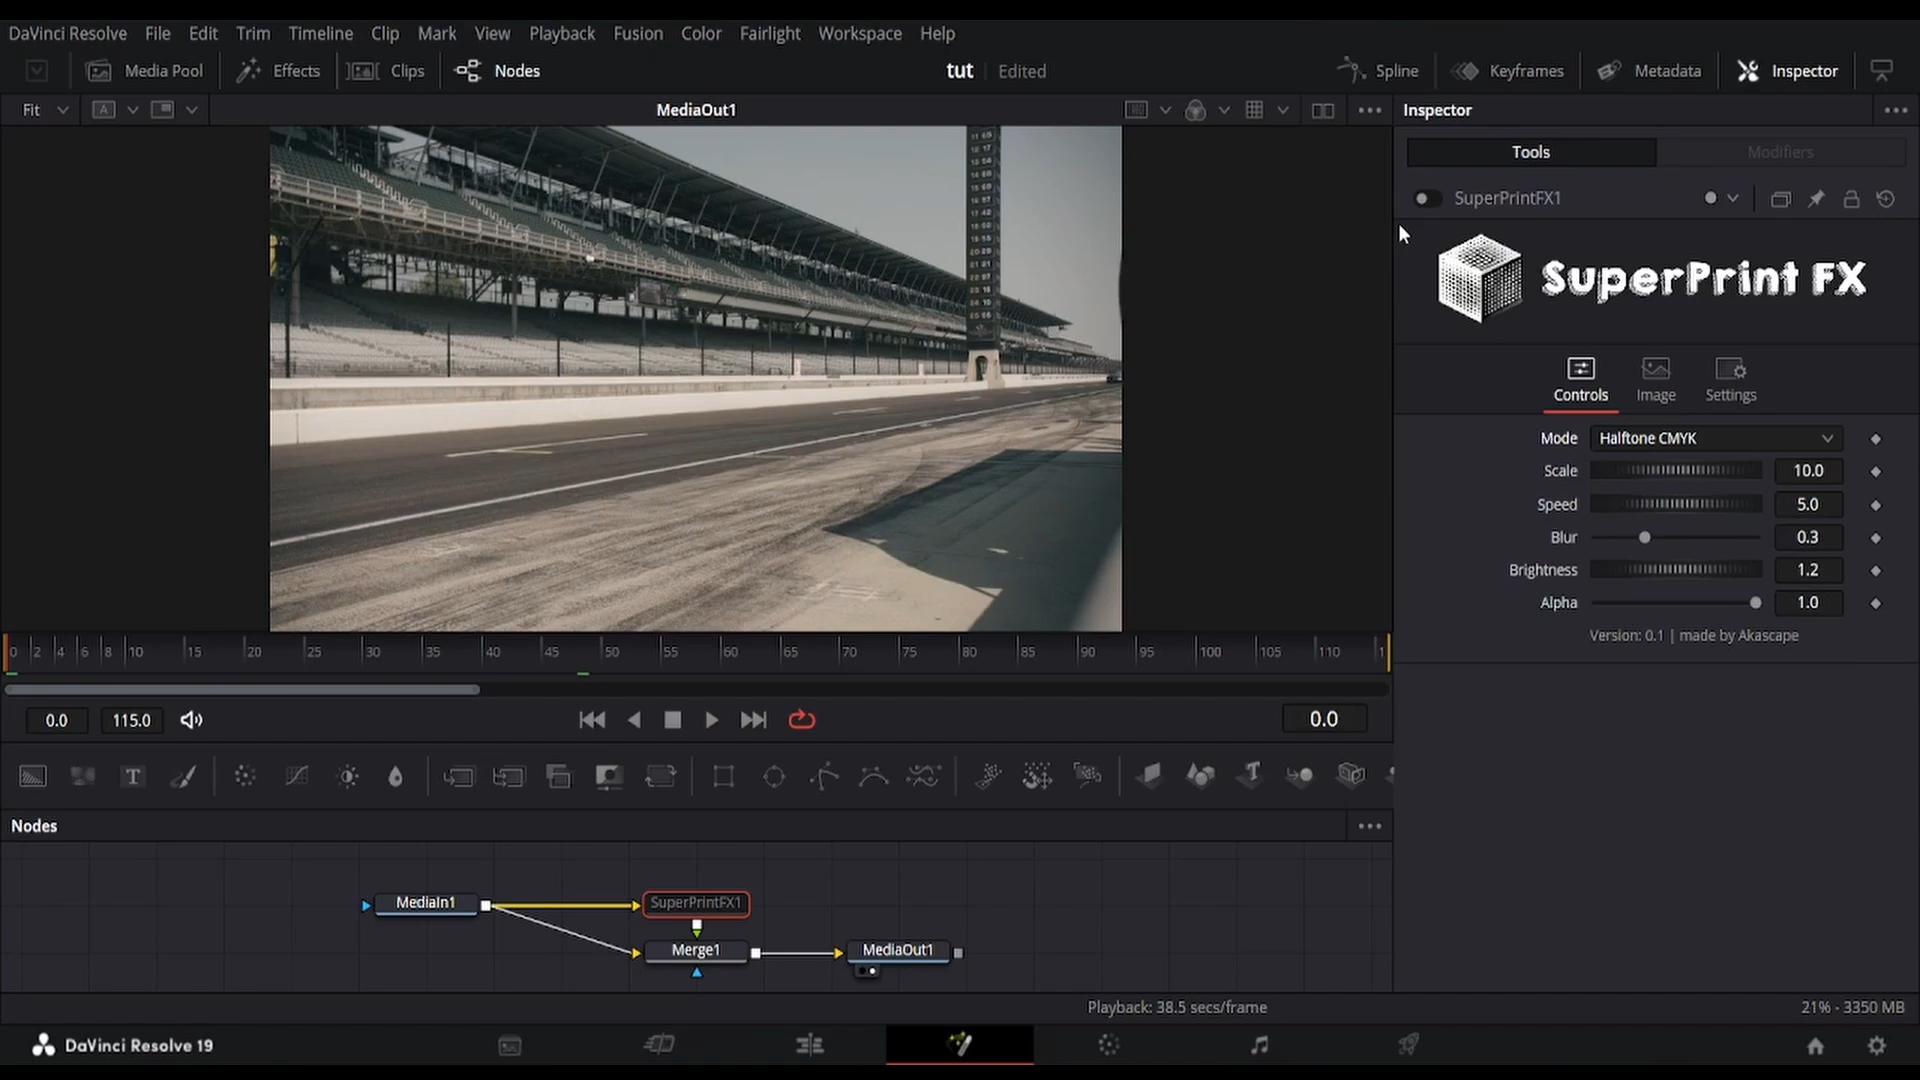 DaVinci Resolve File Edit Trim Timeline Clip Mark View Playback Fusion Color Fairlight Workspace Help
Media Pool Effects Clips Nodes tut Edited Spline Keyframes Metadata Inspector
Fit A MediaOut1 Inspector
Tools Modifiers
SuperPrintFX1
SuperPrint FX
Controls Image Settings
Mode Halftone CMYK
Scale 10.0
Speed 5.0
Blur 0.3
Brightness 1.2
Alpha 1.0
Version: 0.1 | made by Akascape
0 2 4 6 8 10 15 20 25 30 35 40 45 50 55 60 65 70 75 80 85 90 95 100 105 110 1
0.0 115.0 0.0
T
Nodes
MediaIn1 SuperPrintFX1
Merge1 MediaOut1
Playback: 38.5 secs/frame 21% - 3350 MB
DaVinci Resolve 19